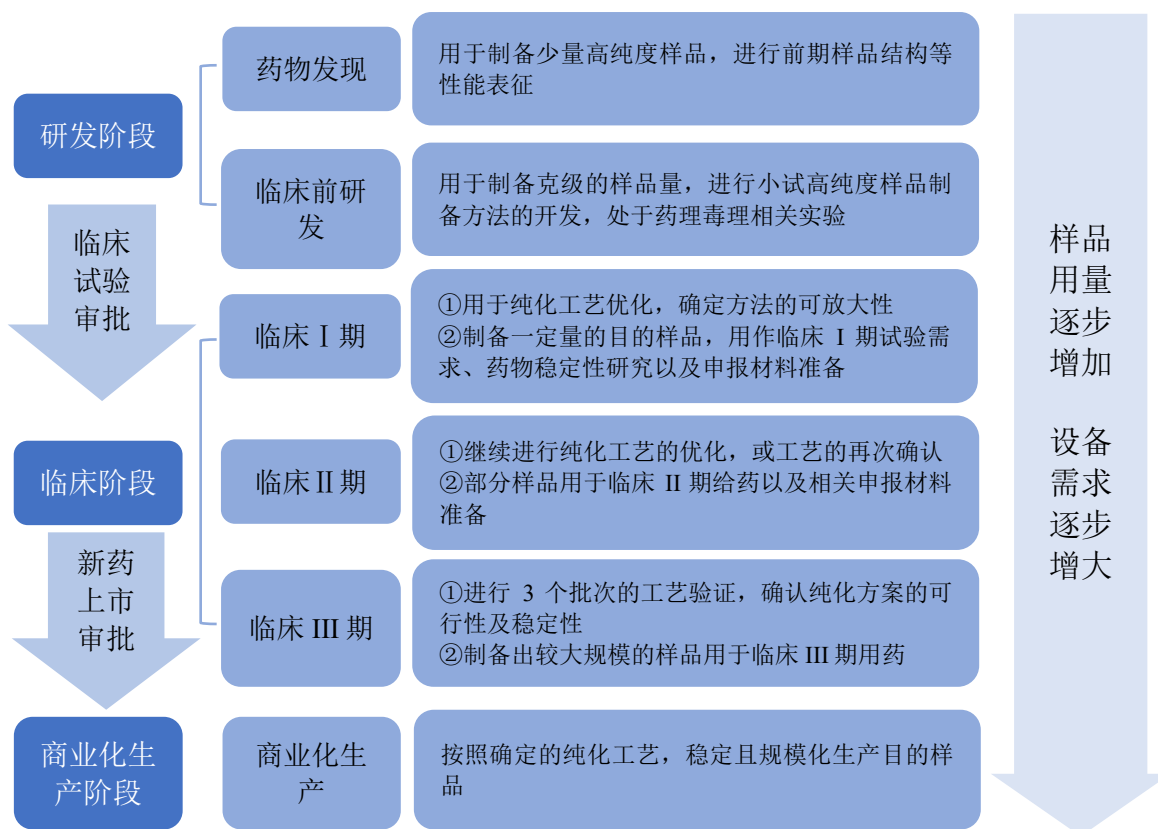 研发阶段
药物发现
用于制备少量高纯度样品，进行前期样品结构等
性能表征
临床前研
发
用于制备克级的样品量，进行小试高纯度样品制
备方法的开发，处于药理毒理相关实验
临床
试验
审批
临床阶段
临床Ⅰ期
①用于纯化工艺优化，确定方法的可放大性
②制备一定量的目的样品，用作临床 I 期试验需
求、药物稳定性研究以及申报材料准备
临床Ⅱ期
①继续进行纯化工艺的优化，或工艺的再次确认
②部分样品用于临床 II 期给药以及相关申报材料
准备
临床 III 期
①进行 3 个批次的工艺验证，确认纯化方案的可
行性及稳定性
②制备出较大规模的样品用于临床 III 期用药
新药
上市
审批
商业化生
产阶段
商业化生
产
按照确定的纯化工艺，稳定且规模化生产目的样
品
样品
用量
逐步
增加
设备
需求
逐步
增大